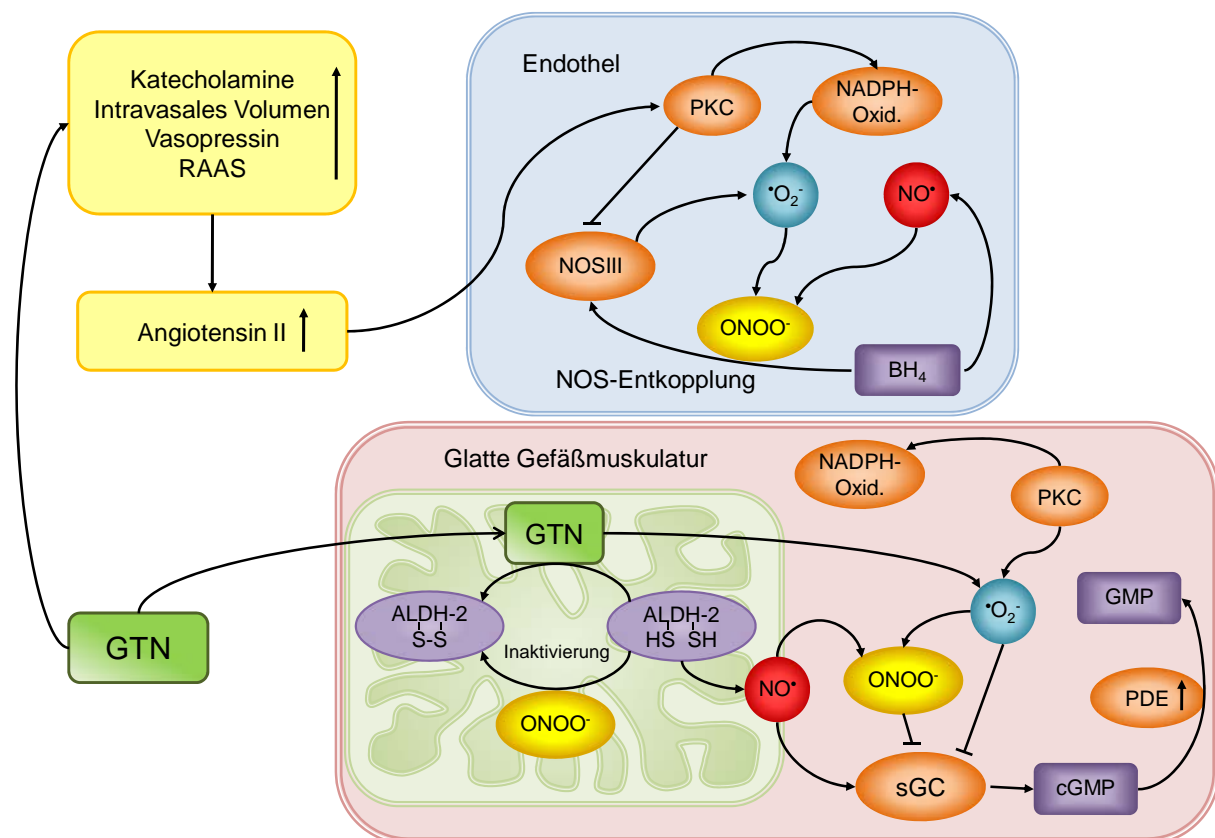 Katecholamine
Intravasales Volumen
Vasopressin
RAAS
Angiotensin II
GTN
Endothel
PKC
NADPH-
Oxid.
•O₂⁻
NO•
NOSIII
ONOO⁻
NOS-Entkopplung
BH₄
Glatte Gefäßmuskulatur
NADPH-
Oxid.
PKC
GTN
ALDH-2
S-S
Inaktivierung
ALDH-2
HS SH
ONOO⁻
NO•
ONOO⁻
•O₂⁻
GMP
PDE
sGC
cGMP